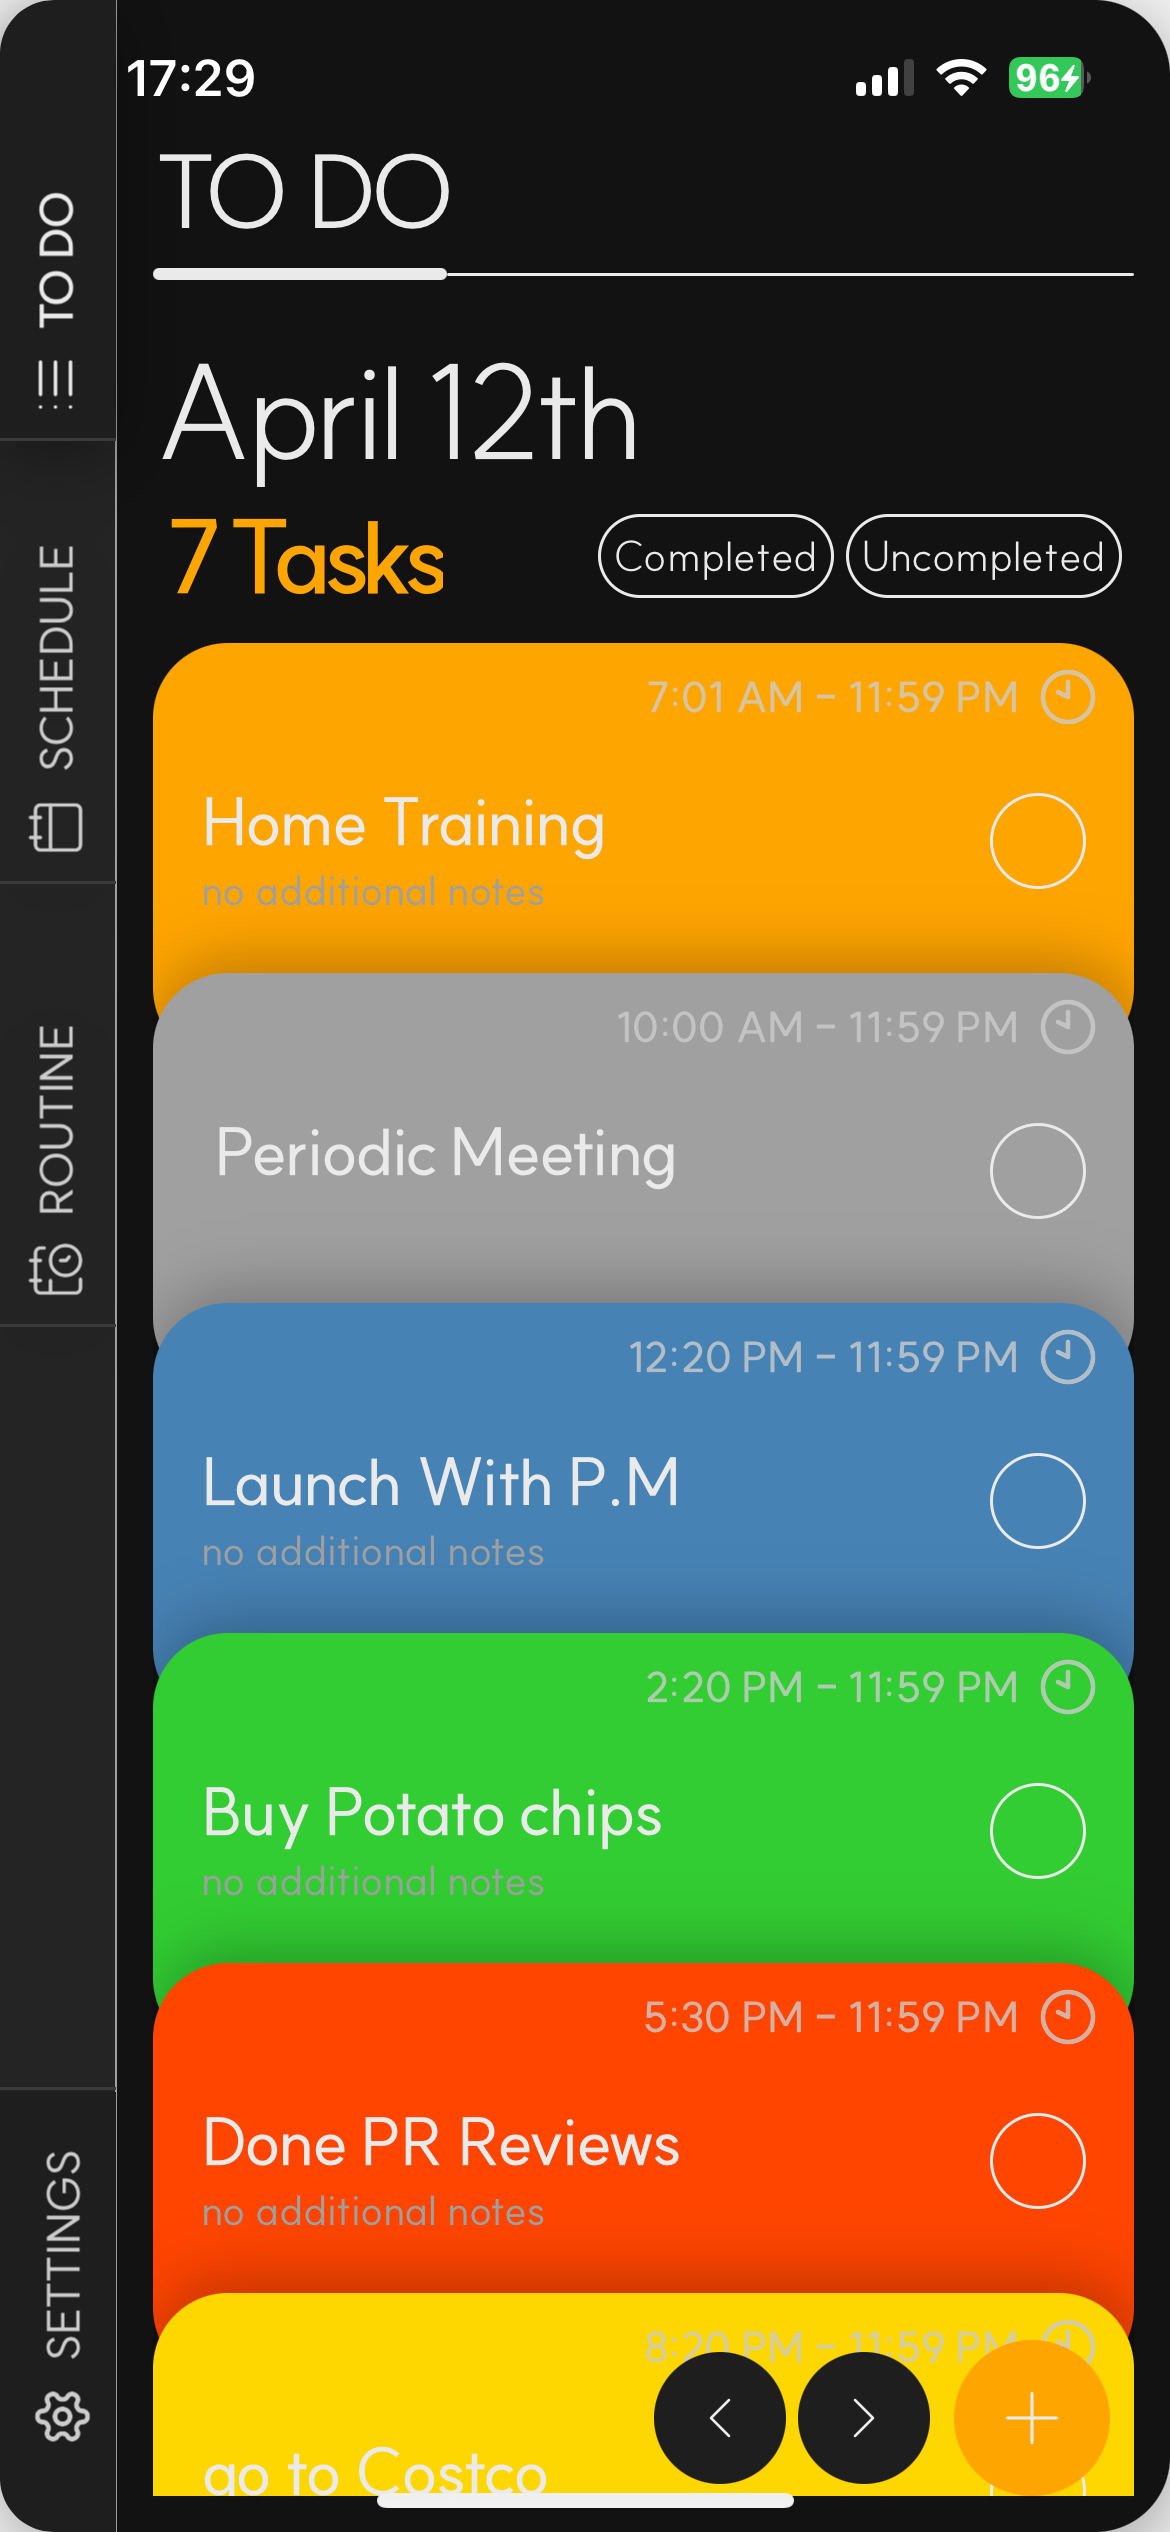 17:29
96
TO DO
TO DO
SCHEDULE
ROUTINE
SETTINGS
April 12th
7 Tasks
Completed
Uncompleted
7:01 AM - 11:59 PM
Home Training
no additional notes
10:00 AM - 11:59 PM
Periodic Meeting
12:20 PM - 11:59 PM
Launch With P.M
no additional notes
2:20 PM - 11:59 PM
Buy Potato chips
no additional notes
5:30 PM - 11:59 PM
Done PR Reviews
no additional notes
8:20 PM - 11:59 PM
go to Costco